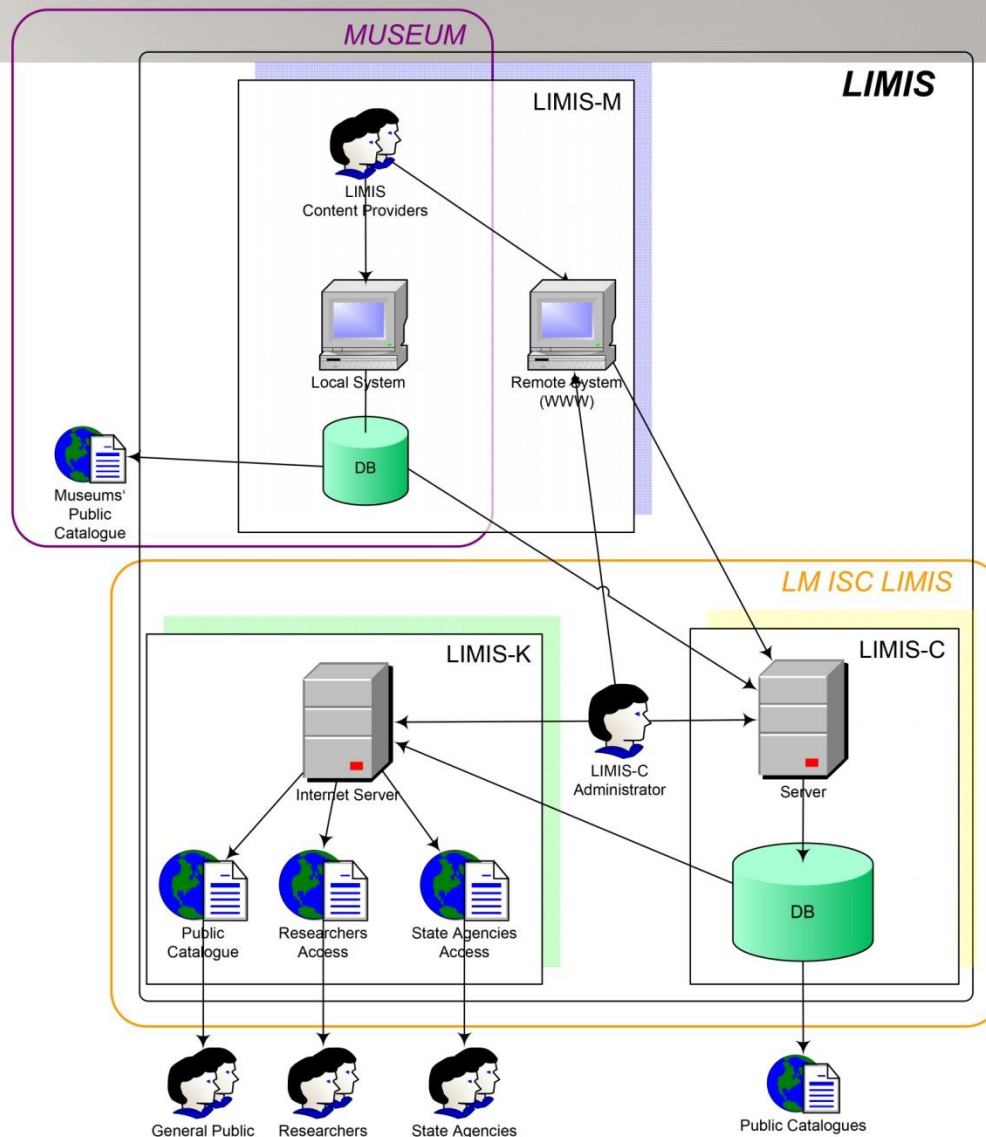 MUSEUM
LIMIS
LIMIS-M
LIMIS
Content Providers
Local System
Remote System
(WWW)
DB
Museums‘
Public
Catalogue
LM ISC LIMIS
LIMIS-K
LIMIS-C
Internet Server
LIMIS-C
Administrator
Server
Public
Catalogue
Researchers
Access
State Agencies
Access
DB
General Public
Researchers
State Agencies
Public Catalogues